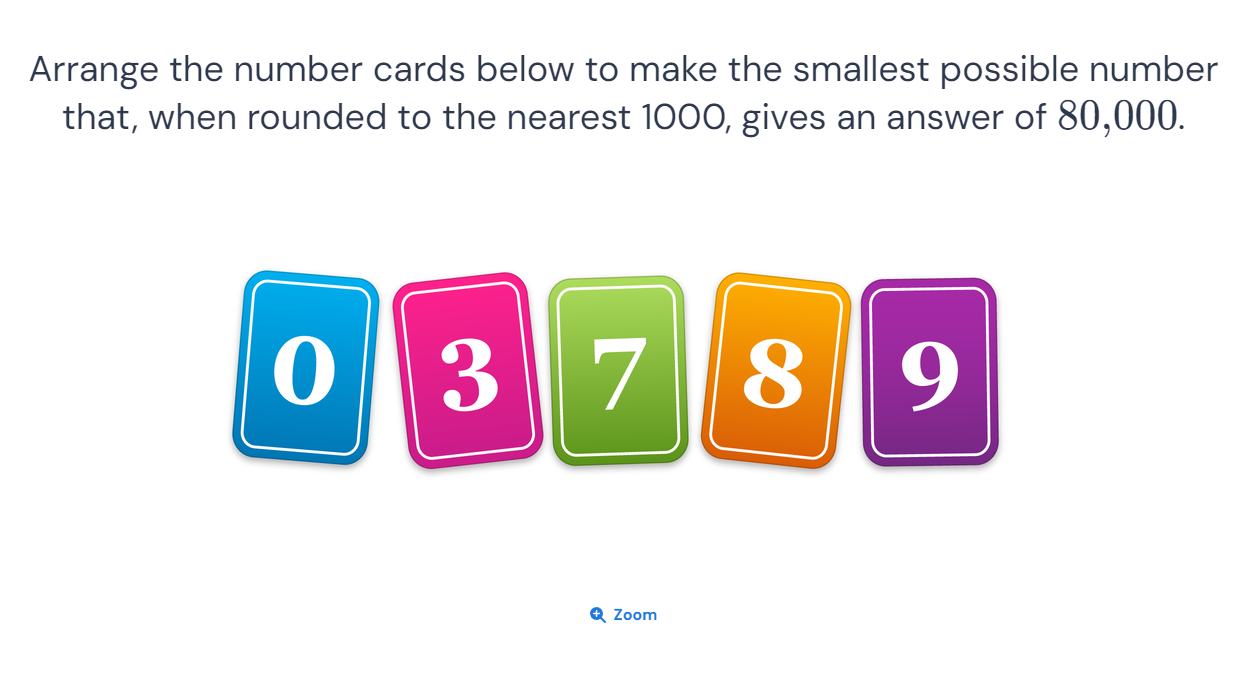 Arrange the number cards below to make the smallest possible number
that, when rounded to the nearest 1000, gives an answer of 80,000.
0 3 7 8 9
Zoom